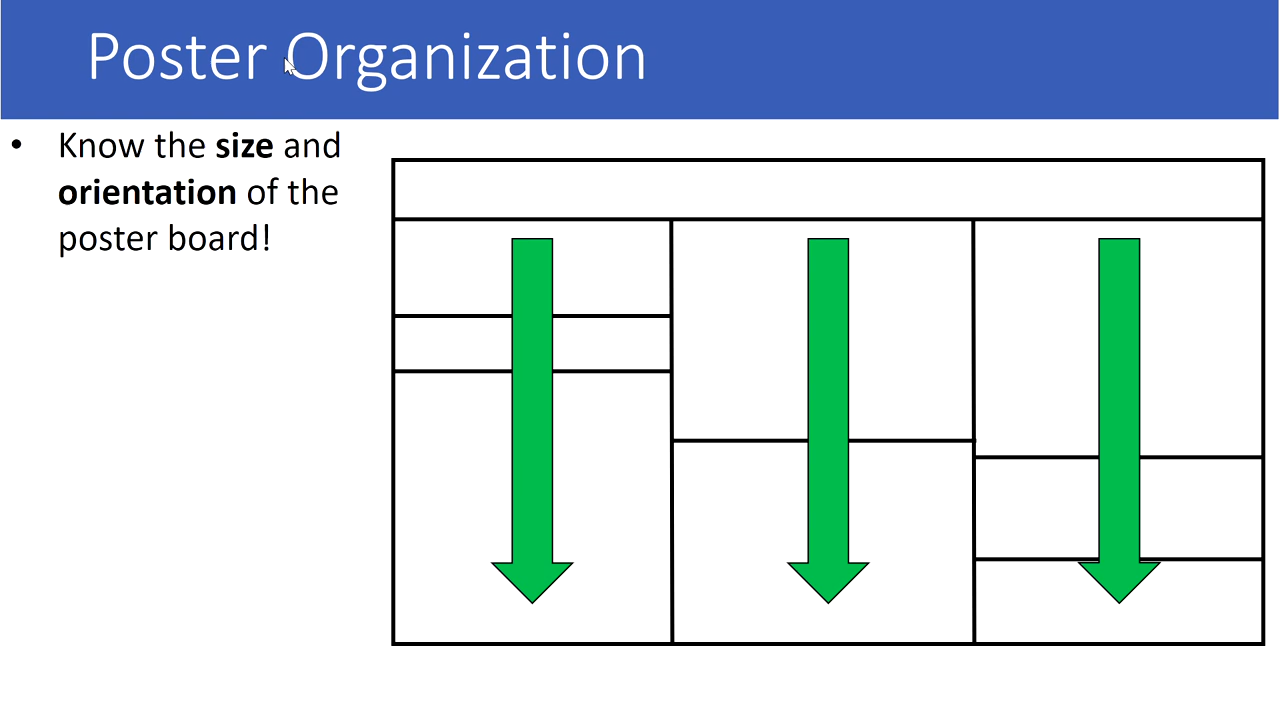 Poster Organization
• Know the size and
orientation of the
poster board!